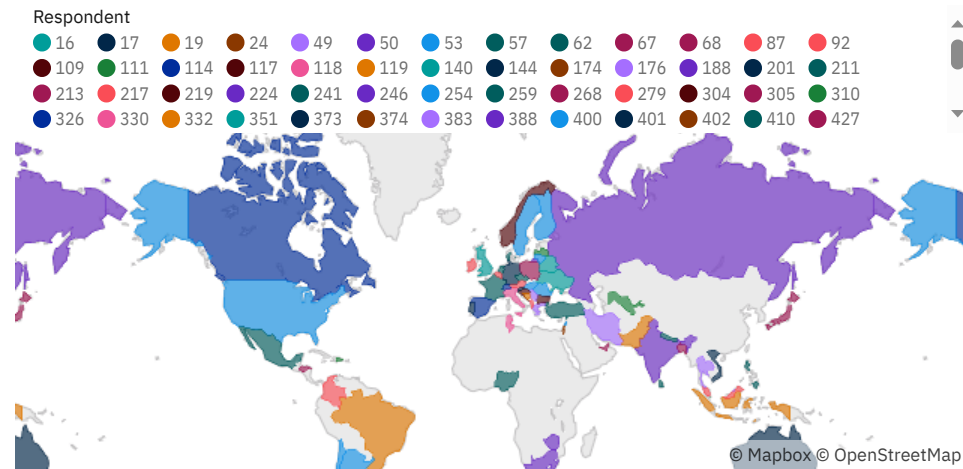 Respondent
16 17 19 24 49 50 53 57 62 67 68 87 92
109 111 114 117 118 119 140 144 174 176 188 201 211
213 217 219 224 241 246 254 259 268 279 304 305 310
326 330 332 351 373 374 383 388 400 401 402 410 427
© Mapbox © OpenStreetMap